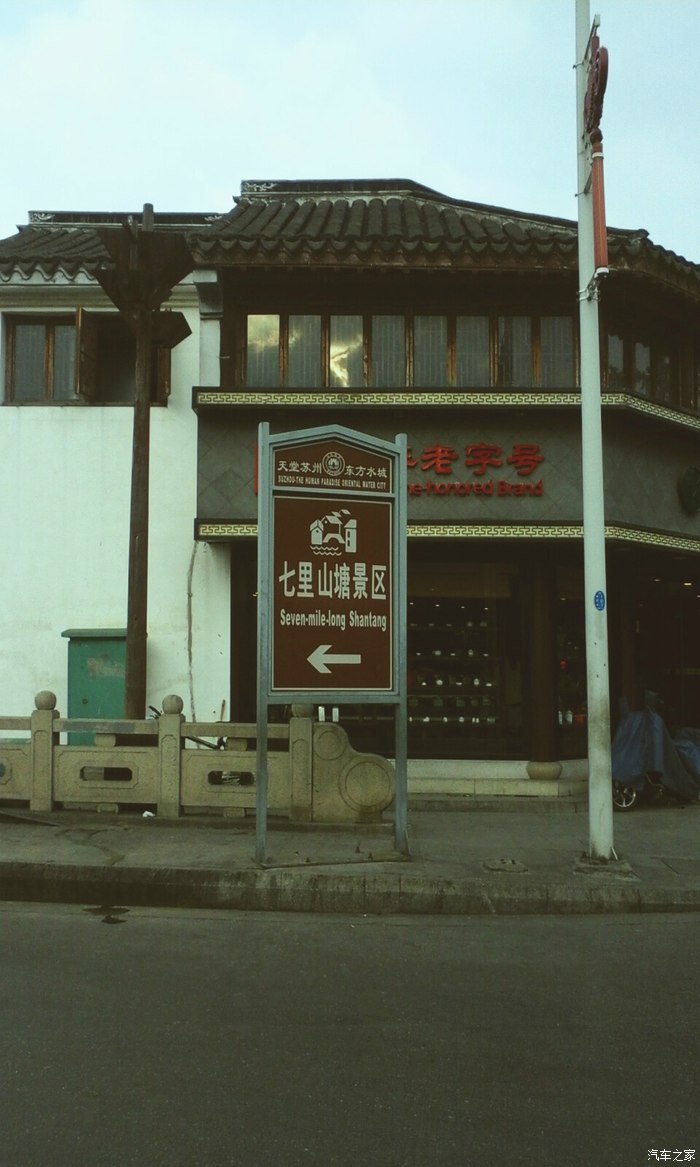 天堂苏州 东方水城
SUZHOU-THE HUMAN PARADISE ORIENTAL WATER CITY
七里山塘景区
Seven-mile-long Shantang
老字号
me-honored Brand
汽车之家